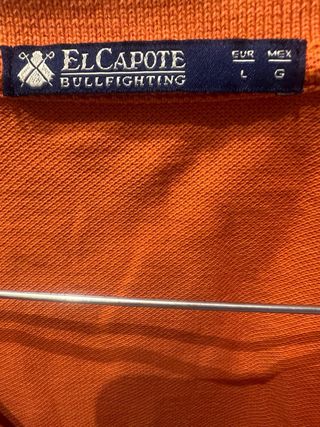 EL CAPOTE
BULLFIGHTING
EUR MEX
L G